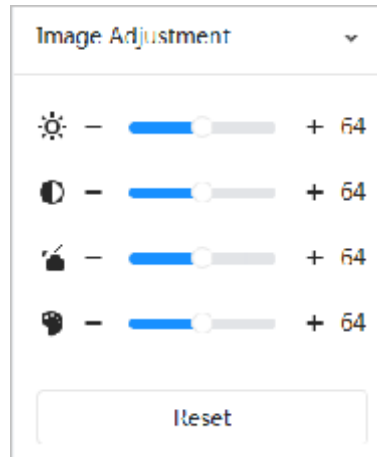 Image Adjustment
− + 64
− + 64
− + 64
− + 64
Reset